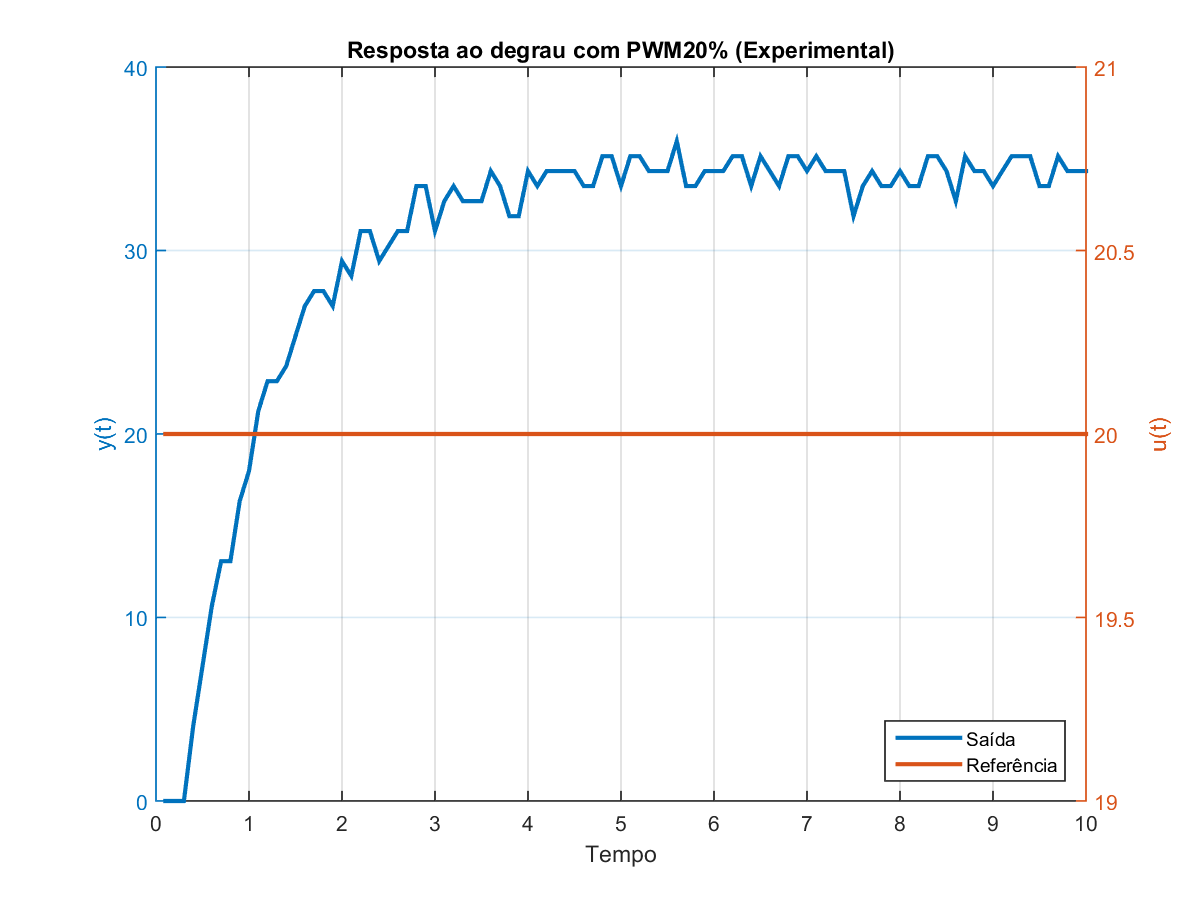 Resposta ao degrau com PWM20% (Experimental)
40
30
20
10
0
y(t)
21
20.5
20
19.5
19
u(t)
Saída
Referência
0 1 2 3 4 5 6 7 8 9 10
Tempo